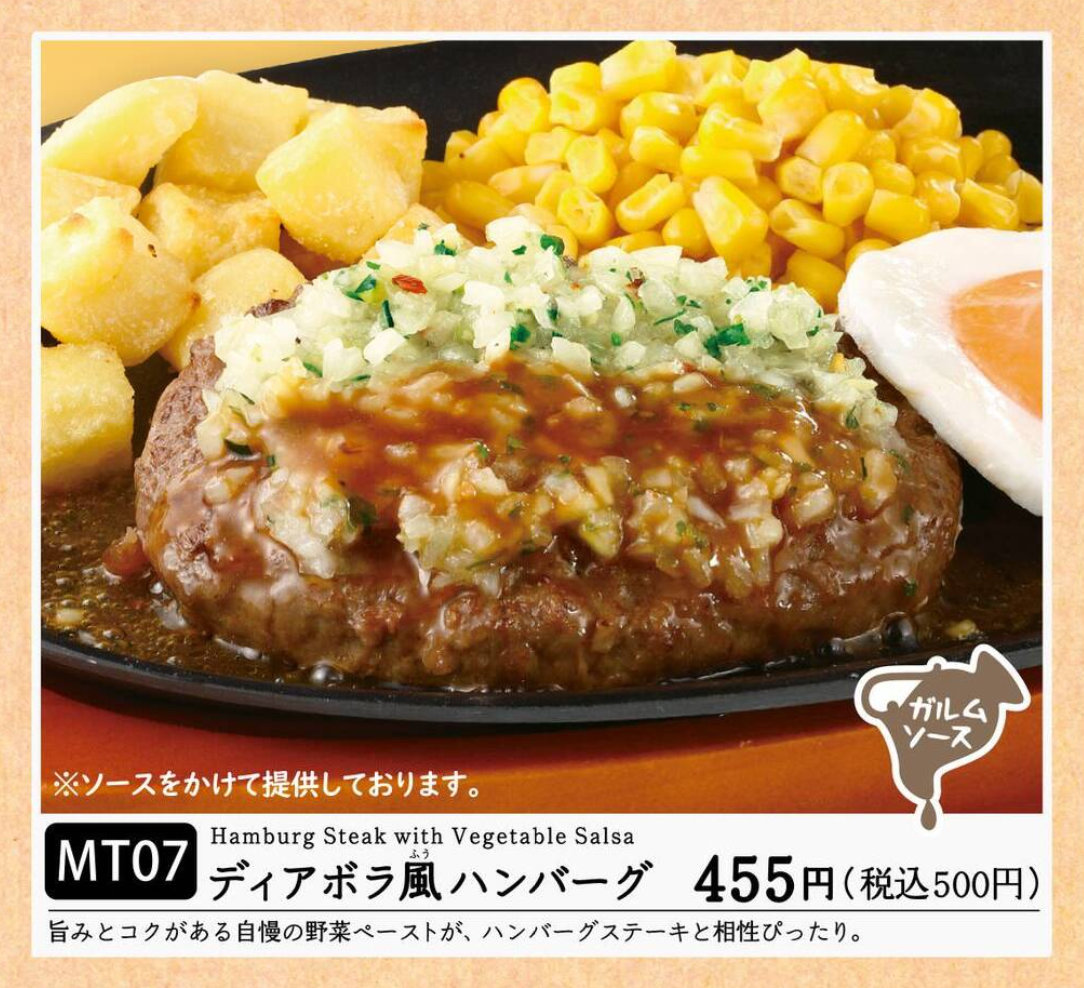 ガルム
ソース
※ソースをかけて提供しております。
MT07
Hamburg Steak with Vegetable Salsa
ふう
ディアボラ風ハンバーグ 455円(税込500円)
旨みとコクがある自慢の野菜ペーストが、ハンバーグステーキと相性ぴったり。